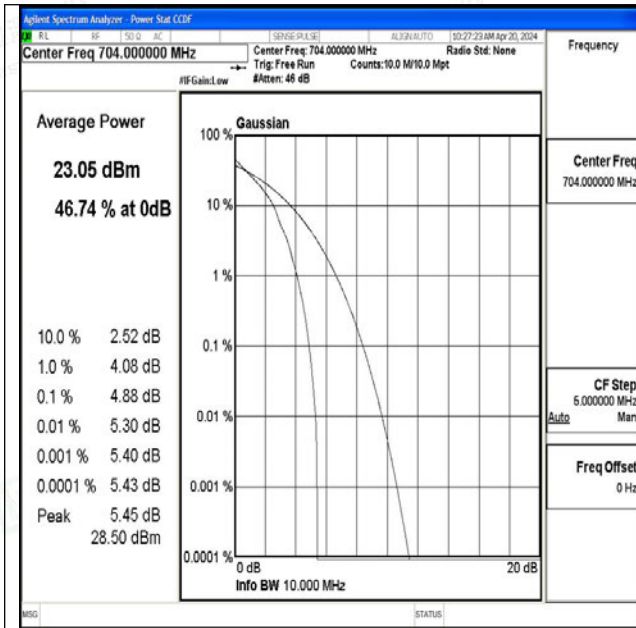 Agilent Spectrum Analyzer - Power Stat CCDF
RL RF 50 Ω AC SENSE:PULSE ALIGNAUTO 10:27:23 AM Apr 20, 2024
Center Freq 704.000000 MHz
Center Freq: 704.000000 MHz Radio Std: None
Trig: Free Run Counts:10.0 M/10.0 Mpt
#IFGain:Low #Atten: 46 dB
Frequency
Average Power
23.05 dBm
46.74 % at 0dB
10.0 % 2.52 dB
1.0 % 4.08 dB
0.1 % 4.88 dB
0.01 % 5.30 dB
0.001 % 5.40 dB
0.0001 % 5.43 dB
Peak 5.45 dB
28.50 dBm
Gaussian
100 %
10 %
1 %
0.1 %
0.01 %
0.001 %
0.0001 %
0 dB 20 dB
Info BW 10.000 MHz
Center Freq
704.000000 MHz
CF Step
5.000000 MHz
Auto Man
Freq Offset
0 Hz
MSG STATUS